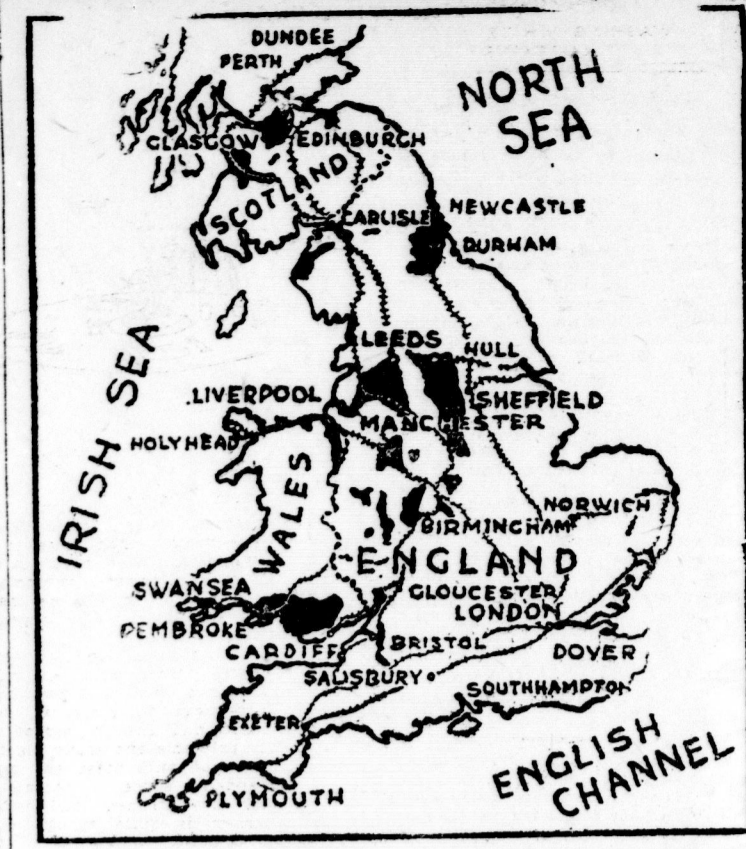 DUNDEE
PERTH
NORTH
SEA
GLASGOW
EDINBURGH
SCOTLAND
CARLISLE
NEWCASTLE
DURHAM
LEEDS
HULL
IRISH SEA
LIVERPOOL
SHEFFIELD
MANCHESTER
HOLYHEAD
WALES
NORWICH
BIRMINGHAM
ENGLAND
SWANSEA
GLOUCESTER
LONDON
PEMBROKE
CARDIFF
BRISTOL
DOVER
SALISBURY
SOUTHHAMPTON
EXETER
ENGLISH
CHANNEL
PLYMOUTH